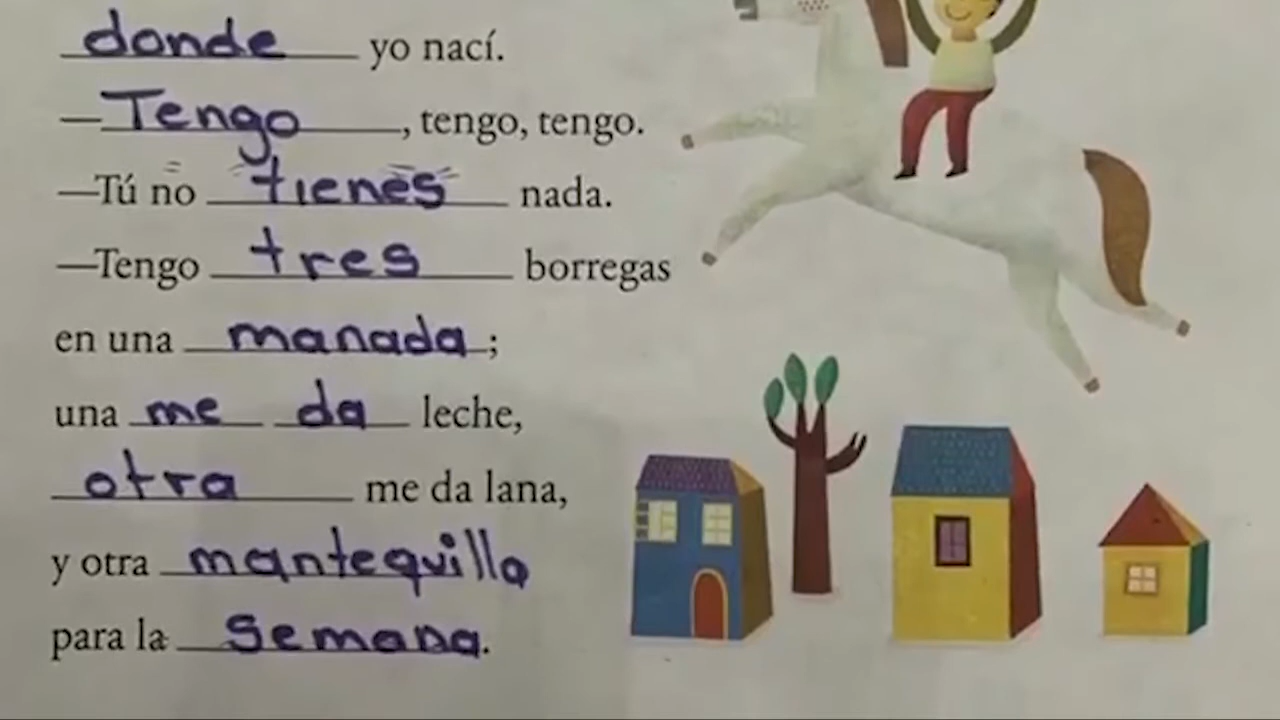 donde yo nací.
—Tengo, tengo, tengo.
—Tú no tienes nada.
—Tengo tres borregas
en una manada;
una me da leche,
otra me da lana,
y otra mantequilla
para la semana.